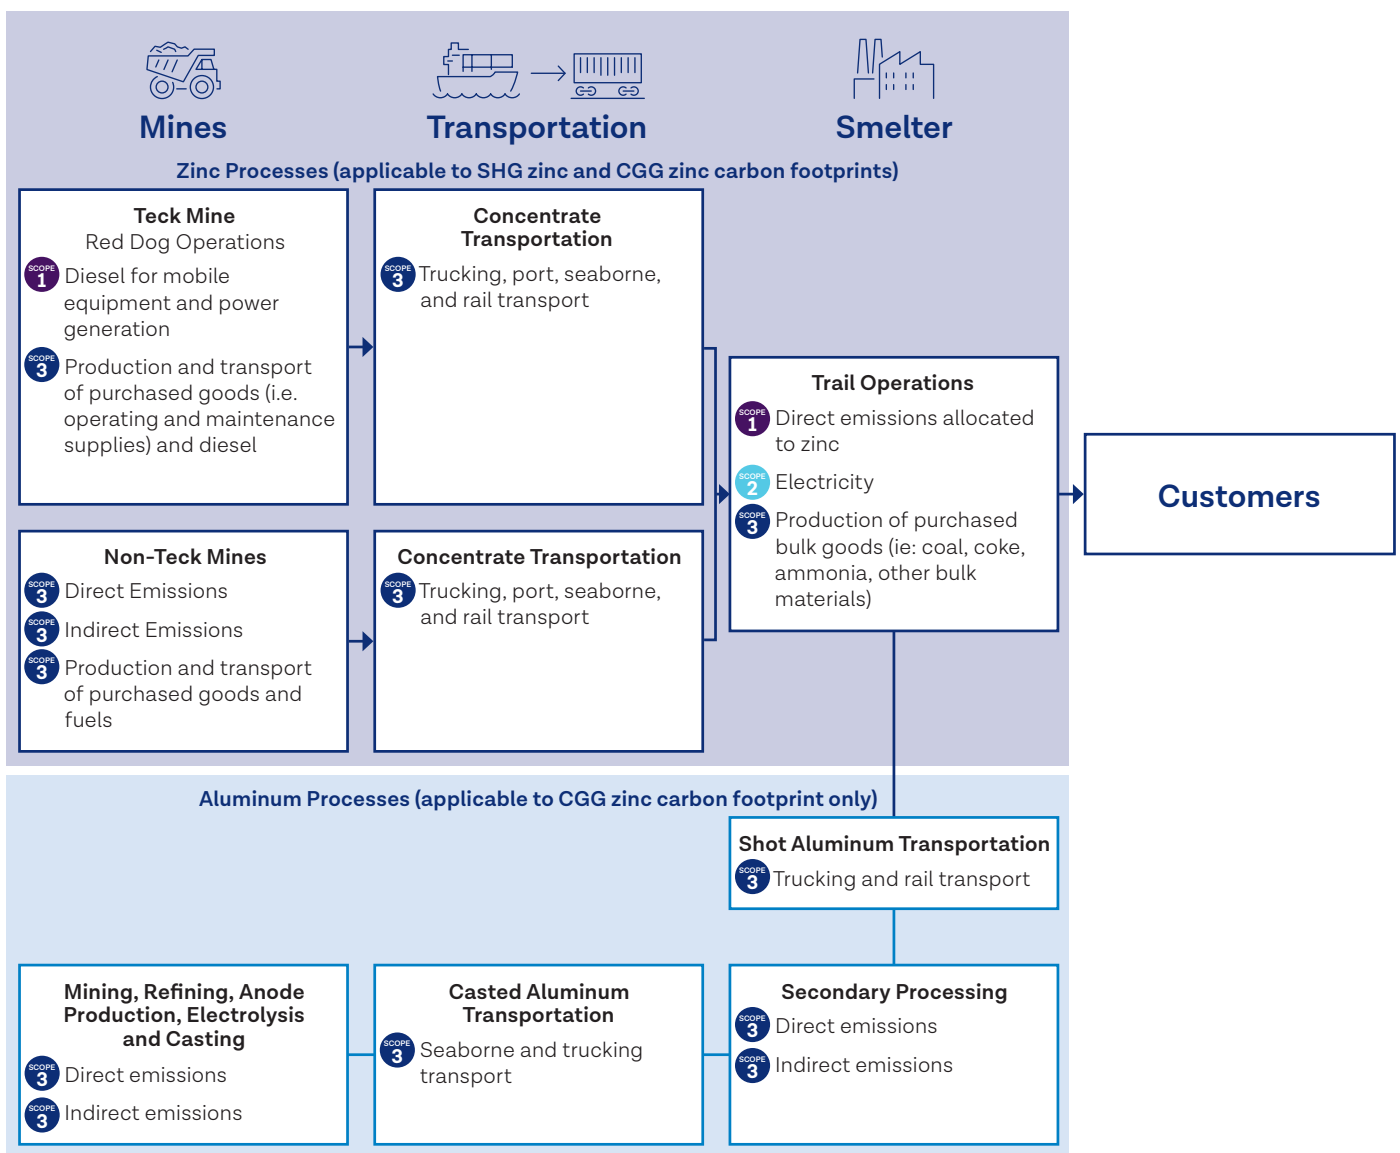 Mines
Transportation
Smelter
Zinc Processes (applicable to SHG zinc and CGG zinc carbon footprints)
Teck Mine
Red Dog Operations
SCOPE 1 Diesel for mobile
equipment and power
generation
SCOPE 3 Production and transport
of purchased goods (i.e.
operating and maintenance
supplies) and diesel
Concentrate
Transportation
SCOPE 3 Trucking, port, seaborne,
and rail transport
Non-Teck Mines
SCOPE 3 Direct Emissions
SCOPE 3 Indirect Emissions
SCOPE 3 Production and transport
of purchased goods and
fuels
Concentrate Transportation
SCOPE 3 Trucking, port, seaborne,
and rail transport
Trail Operations
SCOPE 1 Direct emissions allocated
to zinc
SCOPE 2 Electricity
SCOPE 3 Production of purchased
bulk goods (ie: coal, coke,
ammonia, other bulk
materials)
Customers
Aluminum Processes (applicable to CGG zinc carbon footprint only)
Shot Aluminum Transportation
SCOPE 3 Trucking and rail transport
Mining, Refining, Anode
Production, Electrolysis
and Casting
SCOPE 3 Direct emissions
SCOPE 3 Indirect emissions
Casted Aluminum
Transportation
SCOPE 3 Seaborne and trucking
transport
Secondary Processing
SCOPE 3 Direct emissions
SCOPE 3 Indirect emissions